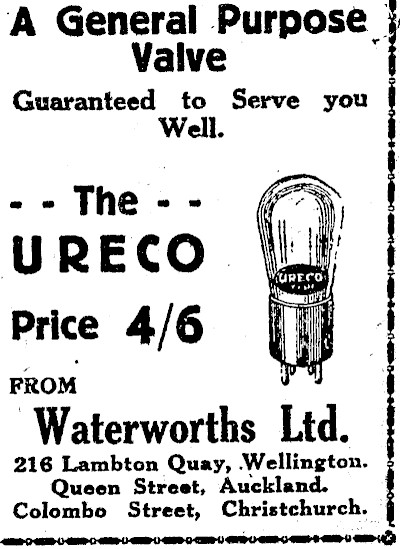 A General Purpose
Valve
Guaranteed to Serve you
Well.
- - The - -
URECO
Price 4/6
URECO
FROM
Waterworths Ltd.
216 Lambton Quay, Wellington.
Queen Street, Auckland.
Colombo Street, Christchurch.